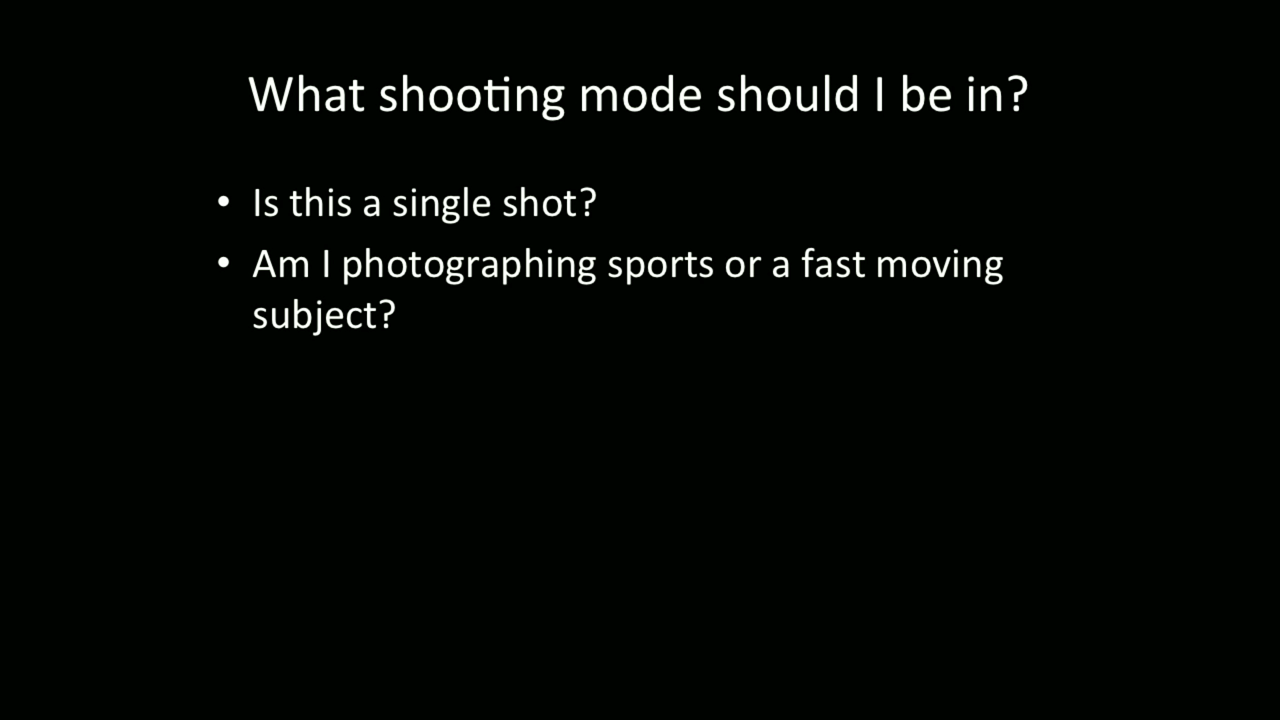 What shooting mode should I be in?
• Is this a single shot?
• Am I photographing sports or a fast moving
subject?